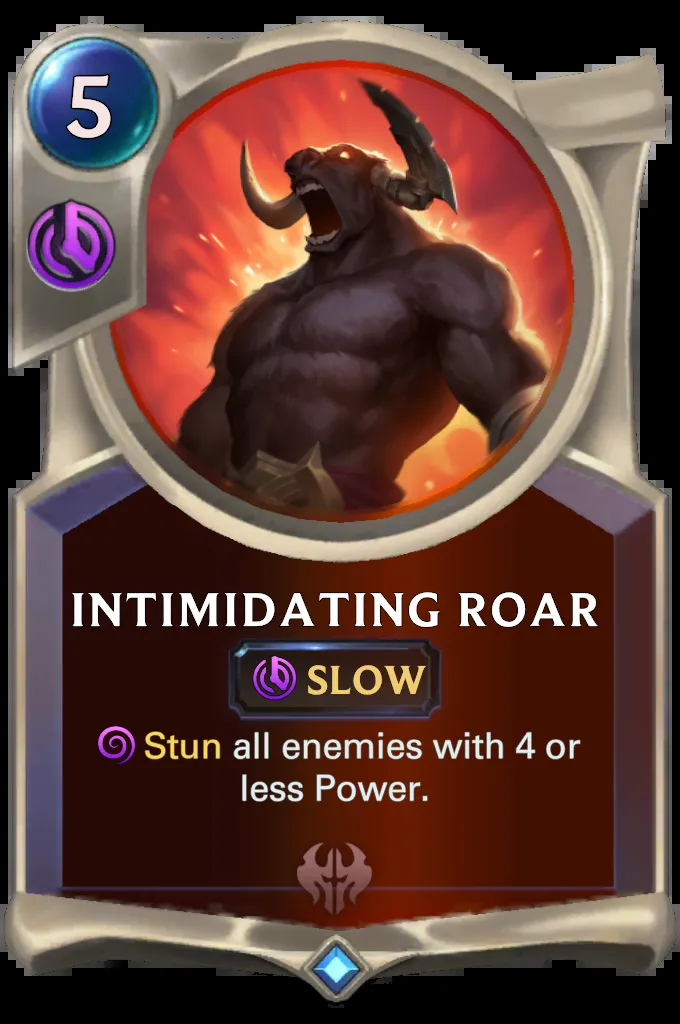 5
INTIMIDATING ROAR
SLOW
Stun all enemies with 4 or
less Power.